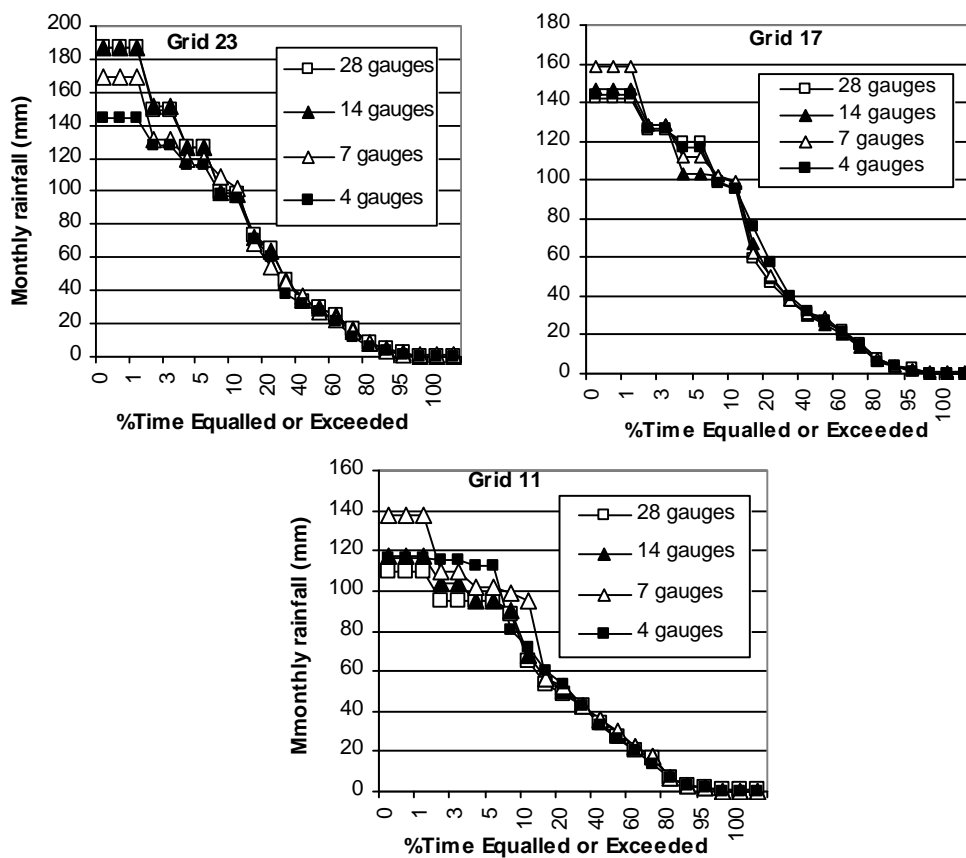 Grid 23
200
180
160
140
120
100
80
60
40
20
0
Monthly rainfall (mm)
28 gauges
14 gauges
7 gauges
4 gauges
0 1 3 5 10 20 40 60 80 95 100
%Time Equalled or Exceeded
Grid 17
180
160
140
120
100
80
60
40
20
0
28 gauges
14 gauges
7 gauges
4 gauges
0 1 3 5 10 20 40 60 80 95 100
%Time Equalled or Exceeded
Grid 11
160
140
120
100
80
60
40
20
0
Mmonthly rainfall (mm)
28 gauges
14 gauges
7 gauges
4 gauges
0 1 3 5 10 20 40 60 80 95 100
%Time Equalled or Exceeded